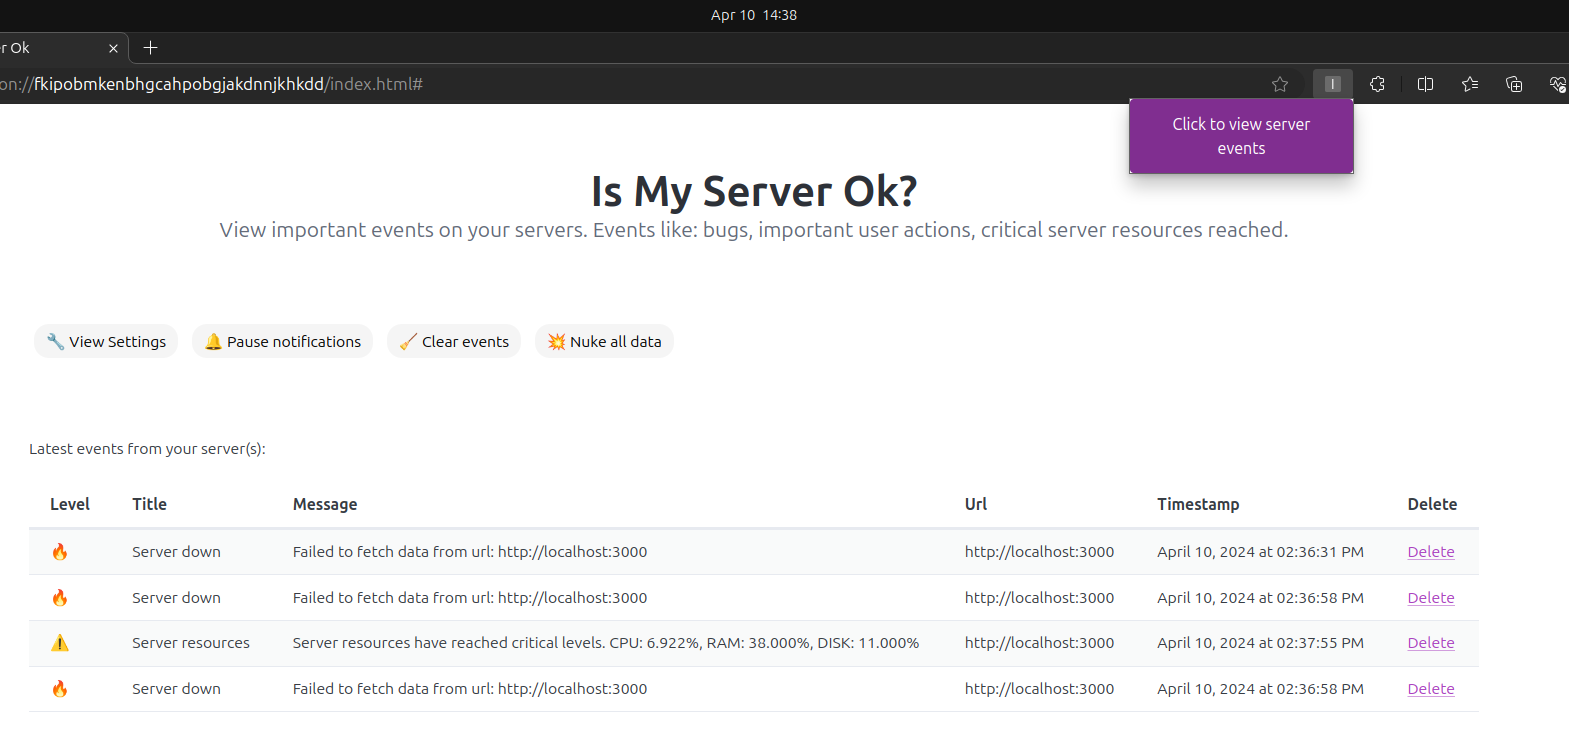 Apr 10 14:38
r Ok
on://fkipobmkenbhgcahpobgjakdnnjkhkdd/index.html#
I
Click to view server
events
Is My Server Ok?
View important events on your servers. Events like: bugs, important user actions, critical server resources reached.
🔧 View Settings 🔔 Pause notifications 🧹 Clear events 💥 Nuke all data
Latest events from your server(s):
Level Title Message Url Timestamp Delete
🔥 Server down Failed to fetch data from url: http://localhost:3000 http://localhost:3000 April 10, 2024 at 02:36:31 PM Delete
🔥 Server down Failed to fetch data from url: http://localhost:3000 http://localhost:3000 April 10, 2024 at 02:36:58 PM Delete
⚠️ Server resources Server resources have reached critical levels. CPU: 6.922%, RAM: 38.000%, DISK: 11.000% http://localhost:3000 April 10, 2024 at 02:37:55 PM Delete
🔥 Server down Failed to fetch data from url: http://localhost:3000 http://localhost:3000 April 10, 2024 at 02:36:58 PM Delete